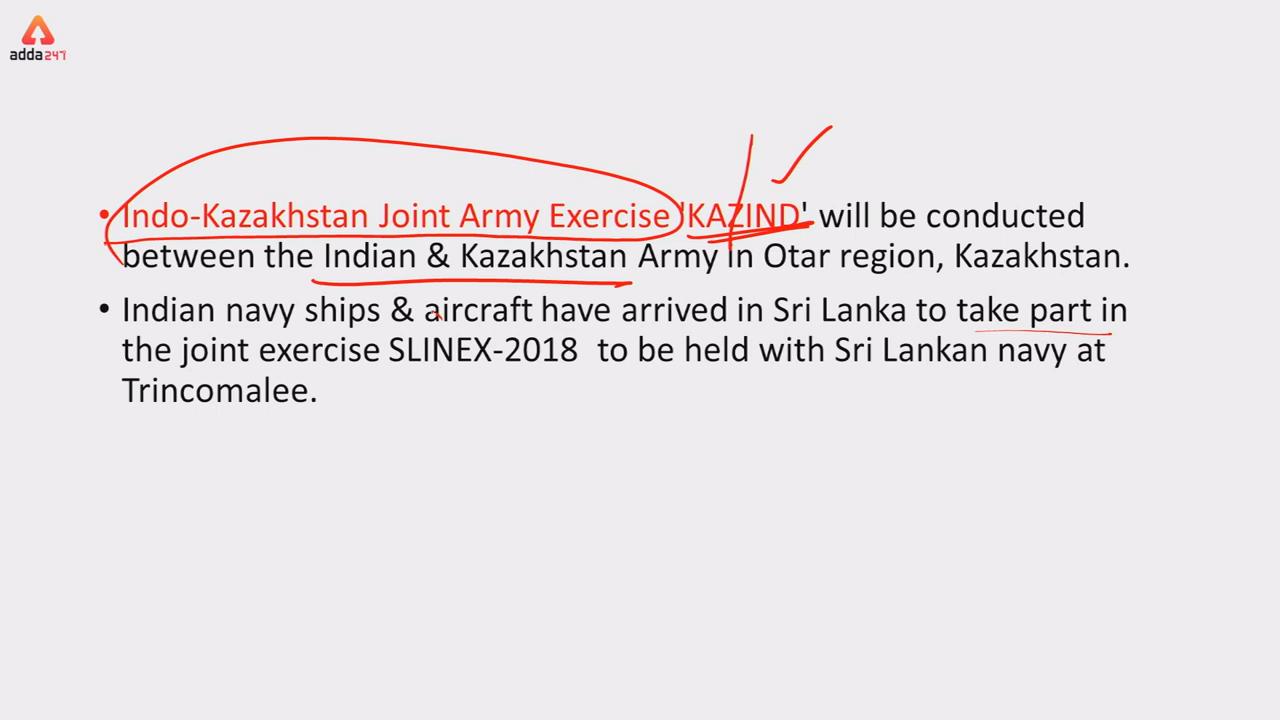 adda247
• Indo-Kazakhstan Joint Army Exercise 'KAZIND' will be conducted
between the Indian & Kazakhstan Army in Otar region, Kazakhstan.
• Indian navy ships & aircraft have arrived in Sri Lanka to take part in
the joint exercise SLINEX-2018 to be held with Sri Lankan navy at
Trincomalee.